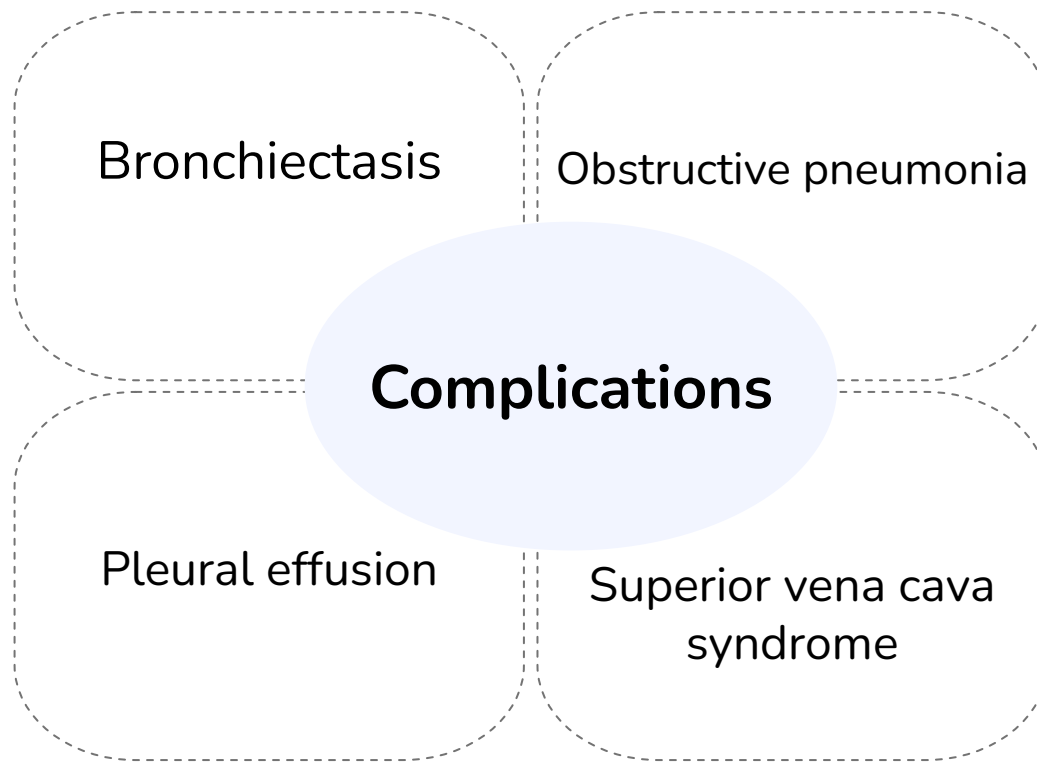 Bronchiectasis
Obstructive pneumonia
Complications
Pleural effusion
Superior vena cava
syndrome